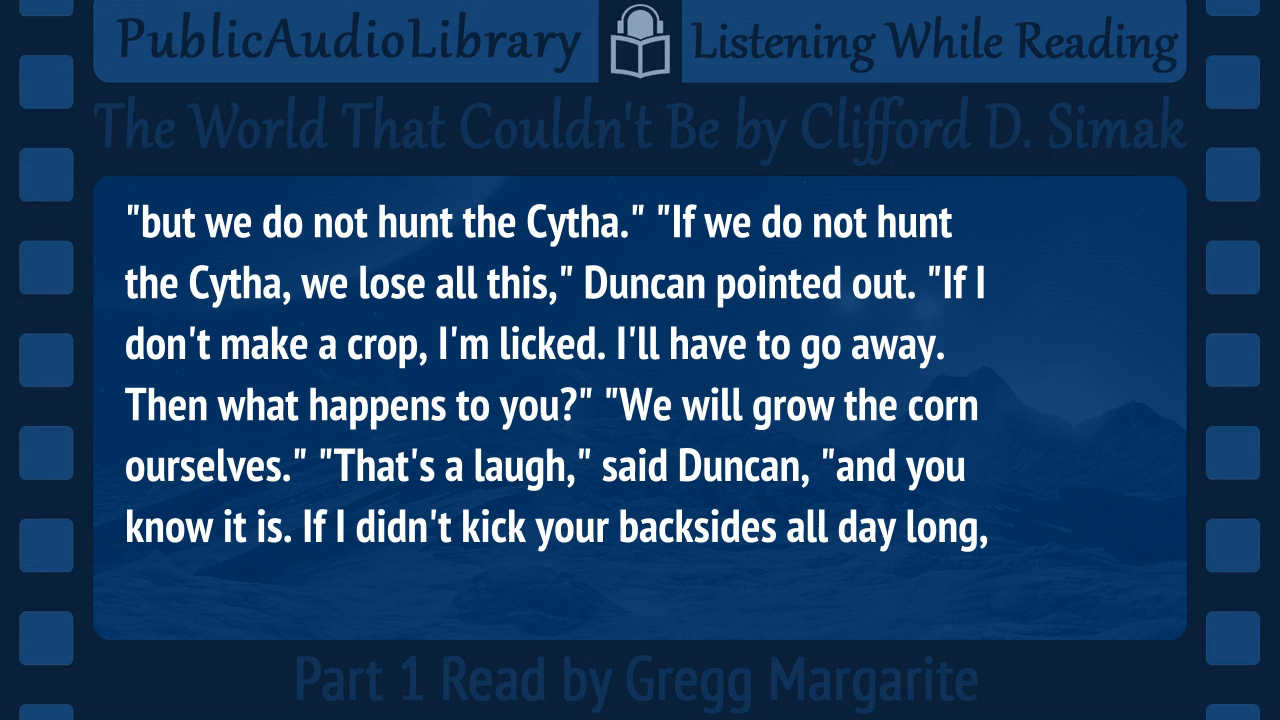 PublicAudioLibrary Listening While Reading
The World That Couldn't Be by Clifford D. Simak
"but we do not hunt the Cytha." "If we do not hunt
the Cytha, we lose all this," Duncan pointed out. "If I
don't make a crop, I'm licked. I'll have to go away.
Then what happens to you?" "We will grow the corn
ourselves." "That's a laugh," said Duncan, "and you
know it is. If I didn't kick your backsides all day long,
Part 1 Read by Gregg Margarite